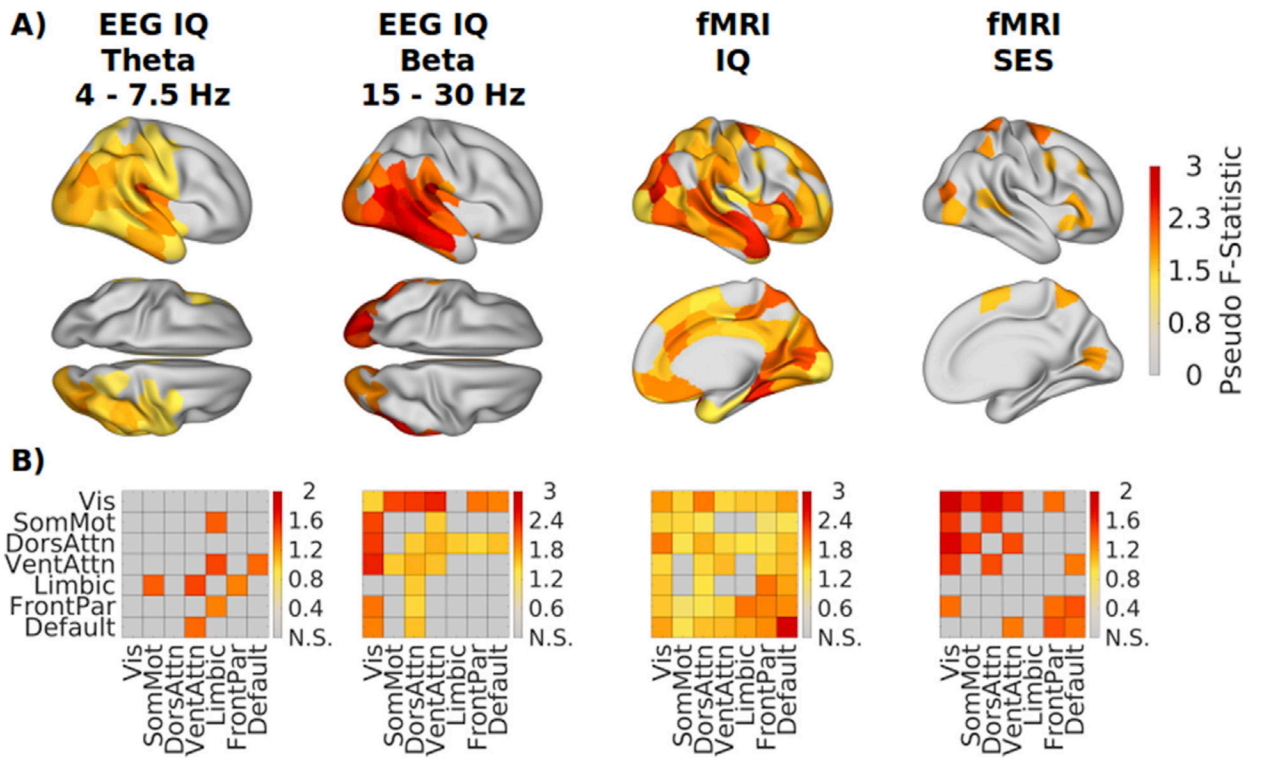 A)
EEG IQ
Theta
4 - 7.5 Hz
EEG IQ
Beta
15 - 30 Hz
fMRI
IQ
fMRI
SES
3
2.3
1.5
0.8
0
Pseudo F-Statistic
B)
Vis
SomMot
DorsAttn
VentAttn
Limbic
FrontPar
Default
2
1.6
1.2
0.8
0.4
N.S.
Vis
SomMot
DorsAttn
VentAttn
Limbic
FrontPar
Default
3
2.4
1.8
1.2
0.6
N.S.
Vis
SomMot
DorsAttn
VentAttn
Limbic
FrontPar
Default
3
2.4
1.8
1.2
0.6
N.S.
Vis
SomMot
DorsAttn
VentAttn
Limbic
FrontPar
Default
2
1.6
1.2
0.8
0.4
N.S.
Vis
SomMot
DorsAttn
VentAttn
Limbic
FrontPar
Default